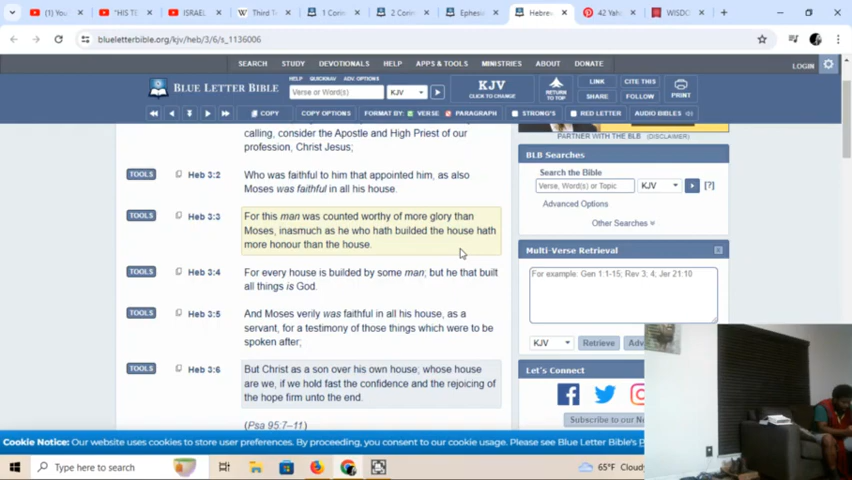 (1) You
"HIS TE
ISRAEL
Third T
1 Corin
2 Corin
Ephesi
Hebrew
42 Yah
WISDC
blueletterbible.org/kjv/heb/3/6/s_1136006
SEARCH STUDY DEVOTIONALS HELP APPS & TOOLS MINISTRIES ABOUT DONATE
LOGIN
BLUE LETTER BIBLE
HELP QUICKNAV ADV. OPTIONS
Verse or Word(s) KJV
KJV
CLICK TO CHANGE
RETURN
TO TOP
LINK
SHARE
CITE THIS
FOLLOW
PRINT
COPY COPY OPTIONS FORMAT BY: VERSE PARAGRAPH STRONG'S RED LETTER AUDIO BIBLES
calling, consider the Apostle and High Priest of our
profession, Christ Jesus;
TOOLS Heb 3:2 Who was faithful to him that appointed him, as also
Moses was faithful in all his house.
TOOLS Heb 3:3 For this man was counted worthy of more glory than
Moses, inasmuch as he who hath builded the house hath
more honour than the house.
TOOLS Heb 3:4 For every house is builded by some man; but he that built
all things is God.
TOOLS Heb 3:5 And Moses verily was faithful in all his house, as a
servant, for a testimony of those things which were to be
spoken after;
TOOLS Heb 3:6 But Christ as a son over his own house; whose house
are we, if we hold fast the confidence and the rejoicing of
the hope firm unto the end.
(Psa 95:7–11)
PARTNER WITH THE BLB (DISCLAIMER)
BLB Searches
Search the Bible
Verse, Word(s) or Topic KJV [?]
Advanced Options
Other Searches
Multi-Verse Retrieval
For example: Gen 1:1-15; Rev 3; 4; Jer 21:10
KJV Retrieve Adv
Let's Connect
Subscribe to our Ne
Cookie Notice: Our website uses cookies to store user preferences. By proceeding, you consent to our cookie usage. Please see Blue Letter Bible's P
Type here to search
65°F Cloudy